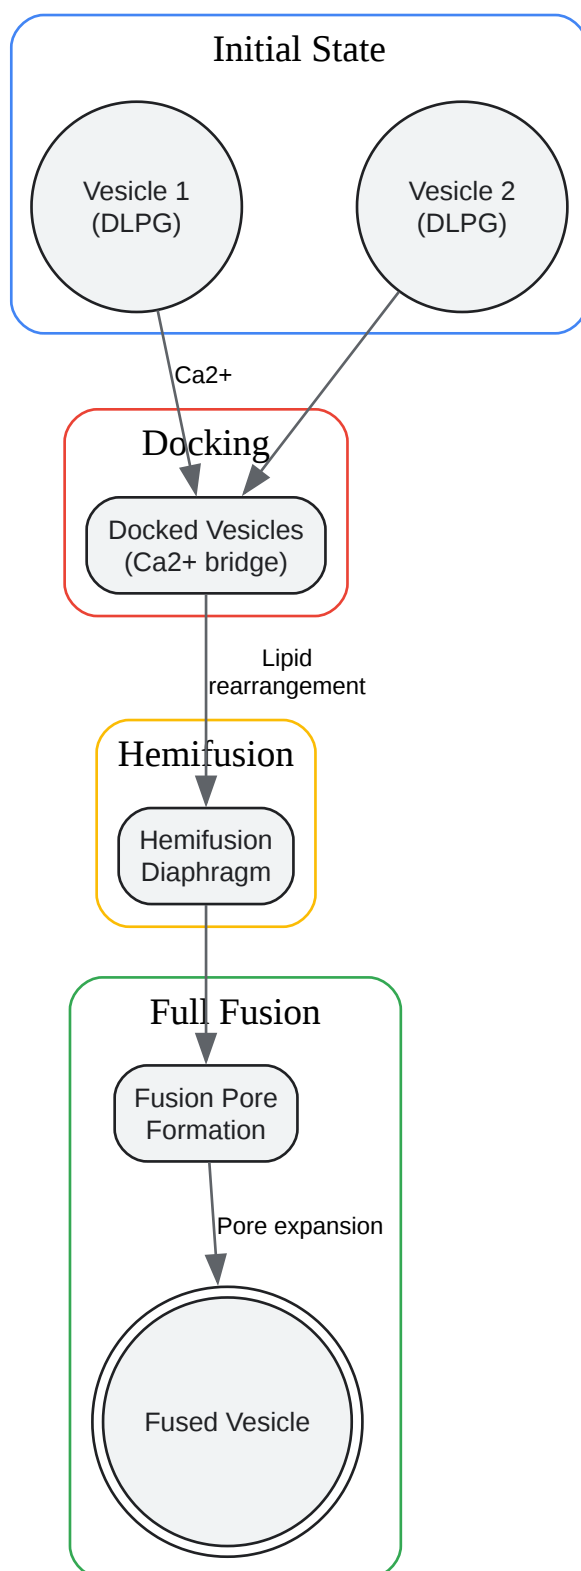 Initial State
Vesicle 1
(DLPG)
Vesicle 2
(DLPG)
Ca2+
Docking
Docked Vesicles
(Ca2+ bridge)
Lipid
rearrangement
Hemifusion
Hemifusion
Diaphragm
Full Fusion
Fusion Pore
Formation
Pore expansion
Fused Vesicle